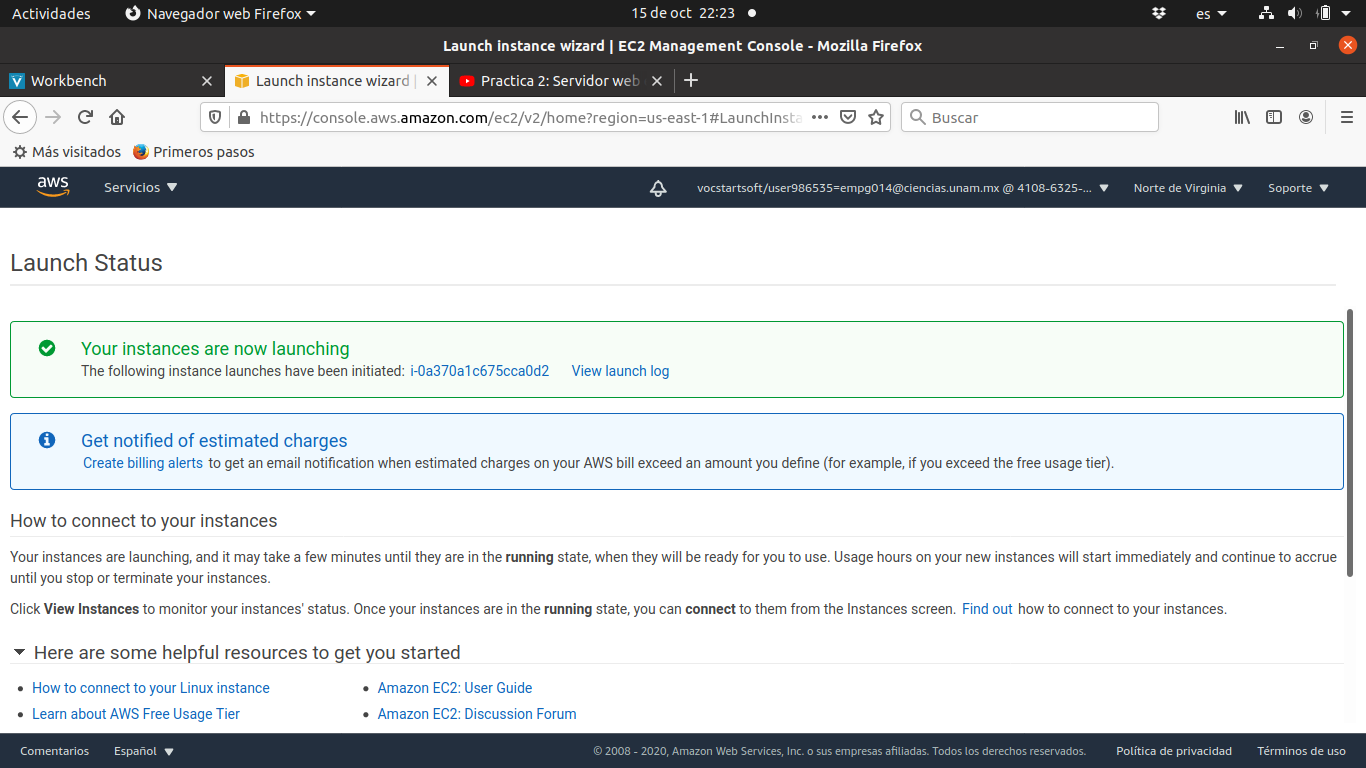 Actividades Navegador web Firefox 15 de oct 22:23 es
Launch instance wizard | EC2 Management Console - Mozilla Firefox
Workbench Launch instance wizard | Practica 2: Servidor web
https://console.aws.amazon.com/ec2/v2/home?region=us-east-1#LaunchInsta Buscar
Más visitados Primeros pasos
aws Servicios vocstartsoft/user986535=empg014@ciencias.unam.mx @ 4108-6325-... Norte de Virginia Soporte
Launch Status
Your instances are now launching
The following instance launches have been initiated: i-0a370a1c675cca0d2 View launch log
Get notified of estimated charges
Create billing alerts to get an email notification when estimated charges on your AWS bill exceed an amount you define (for example, if you exceed the free usage tier).
How to connect to your instances
Your instances are launching, and it may take a few minutes until they are in the running state, when they will be ready for you to use. Usage hours on your new instances will start immediately and continue to accrue
until you stop or terminate your instances.
Click View Instances to monitor your instances' status. Once your instances are in the running state, you can connect to them from the Instances screen. Find out how to connect to your instances.
Here are some helpful resources to get you started
• How to connect to your Linux instance • Amazon EC2: User Guide
• Learn about AWS Free Usage Tier • Amazon EC2: Discussion Forum
Comentarios Español © 2008 - 2020, Amazon Web Services, Inc. o sus empresas afiliadas. Todos los derechos reservados. Política de privacidad Términos de uso